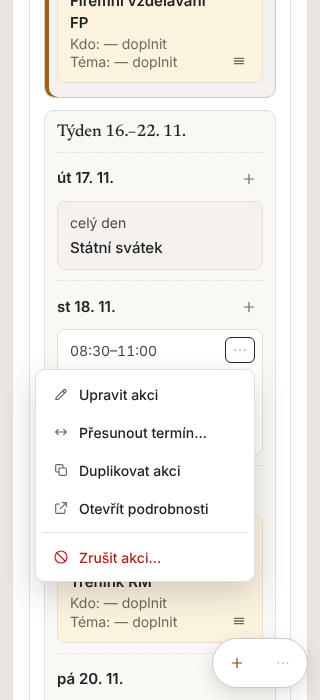 Firemní vzdělávání
FP
Kdo: — doplnit
Téma: — doplnit
Týden 16.–22. 11.
út 17. 11.
celý den
Státní svátek
st 18. 11.
08:30–11:00
Upravit akci
Přesunout termín...
Duplikovat akci
Otevřít podrobnosti
Zrušit akci...
Trénink RM
Kdo: — doplnit
Téma: — doplnit
pá 20. 11.